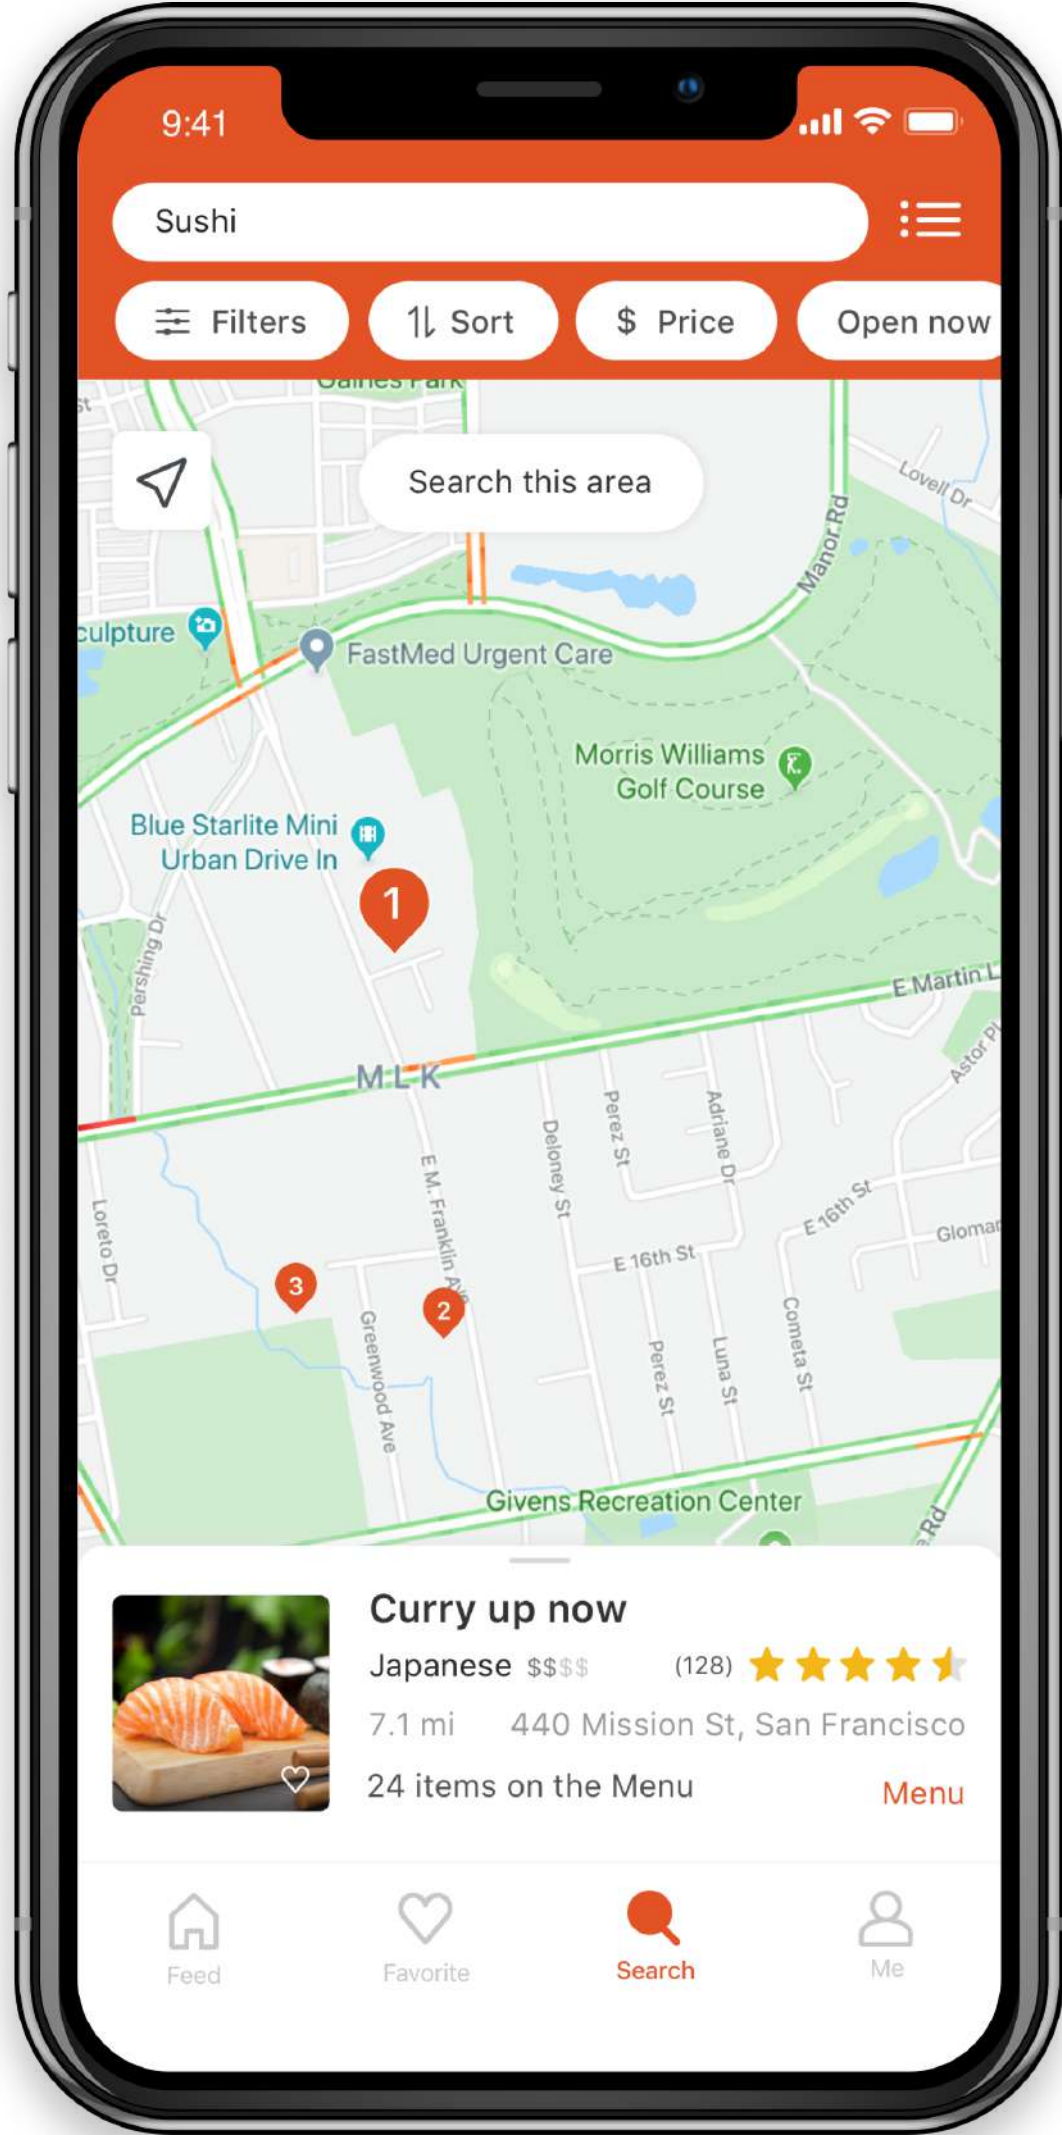 9:41
Sushi
Filters
Sort
$ Price
Open now
Gaines Park
St
Search this area
Lovell Dr
Manor Rd
culpture
FastMed Urgent Care
Morris Williams
Golf Course
Blue Starlite Mini
Urban Drive In
1
Pershing Dr
E Martin L
Astor Pl
MLK
Perez St
Adriane Dr
Deloney St
E M. Franklin Ave
Loreto Dr
E 16th St
Glomar
E 16th St
3
2
Greenwood Ave
Perez St
Luna St
Cometa St
Givens Recreation Center
e Rd
Curry up now
Japanese $$$$ (128)
7.1 mi 440 Mission St, San Francisco
24 items on the Menu
Menu
Feed
Favorite
Search
Me